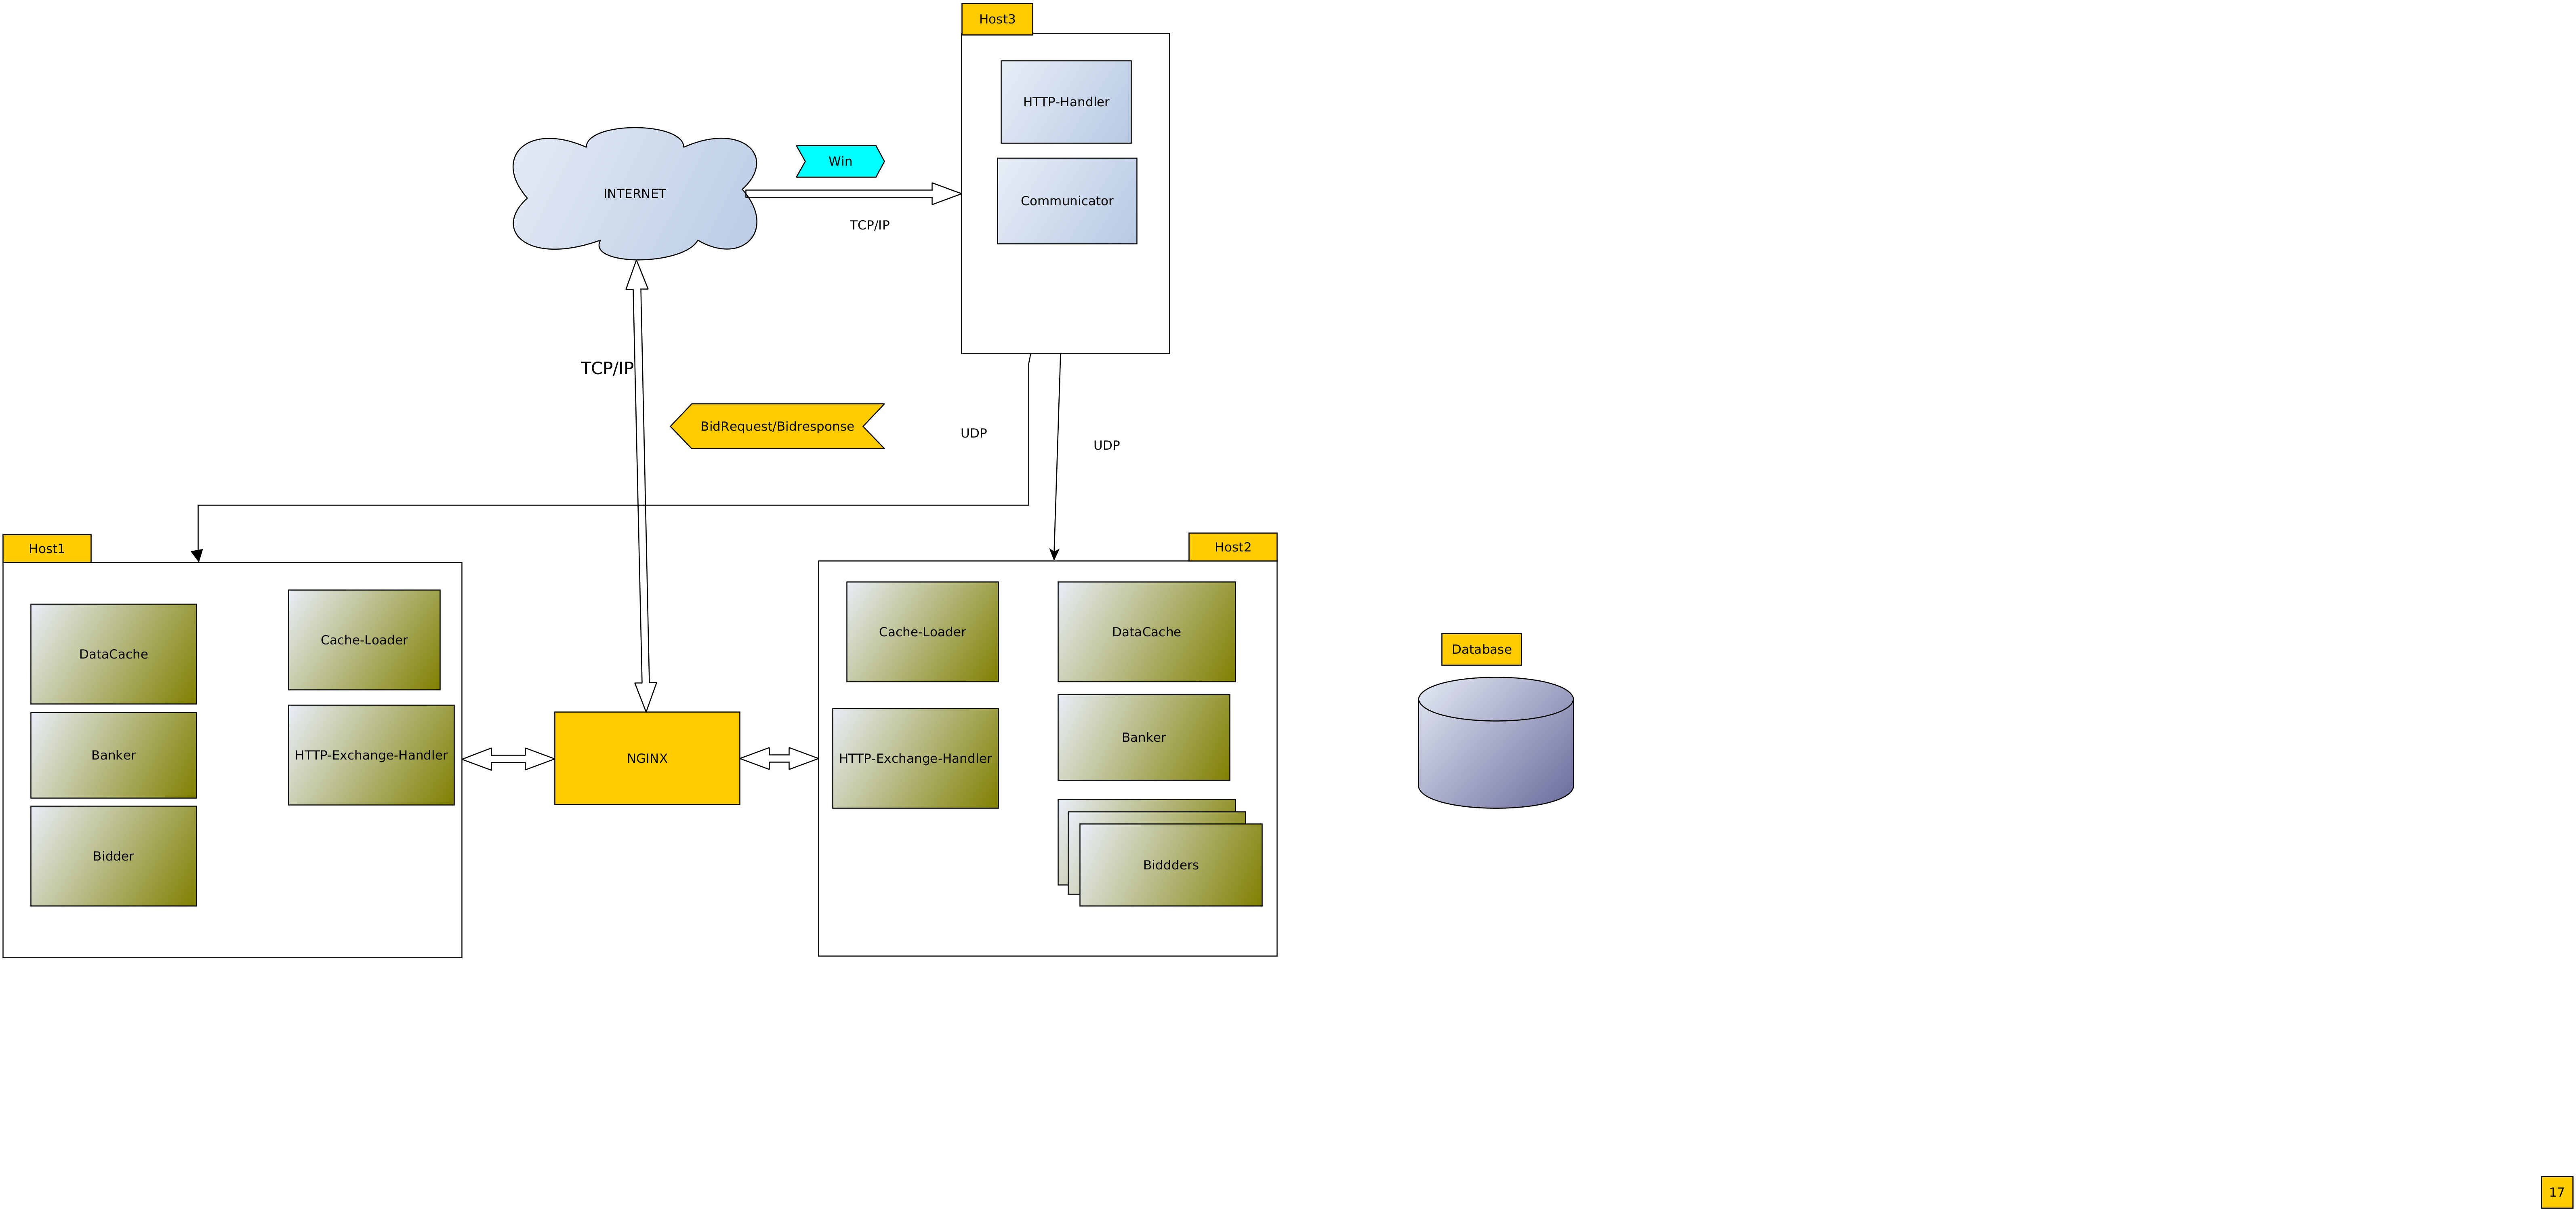 Host3
HTTP-Handler
Win
INTERNET
Communicator
TCP/IP
TCP/IP
BidRequest/Bidresponse
UDP
UDP
Host1
Host2
Cache-Loader
DataCache
Cache-Loader
DataCache
Database
Banker
HTTP-Exchange-Handler
NGINX
HTTP-Exchange-Handler
Banker
Bidder
Biddders
17